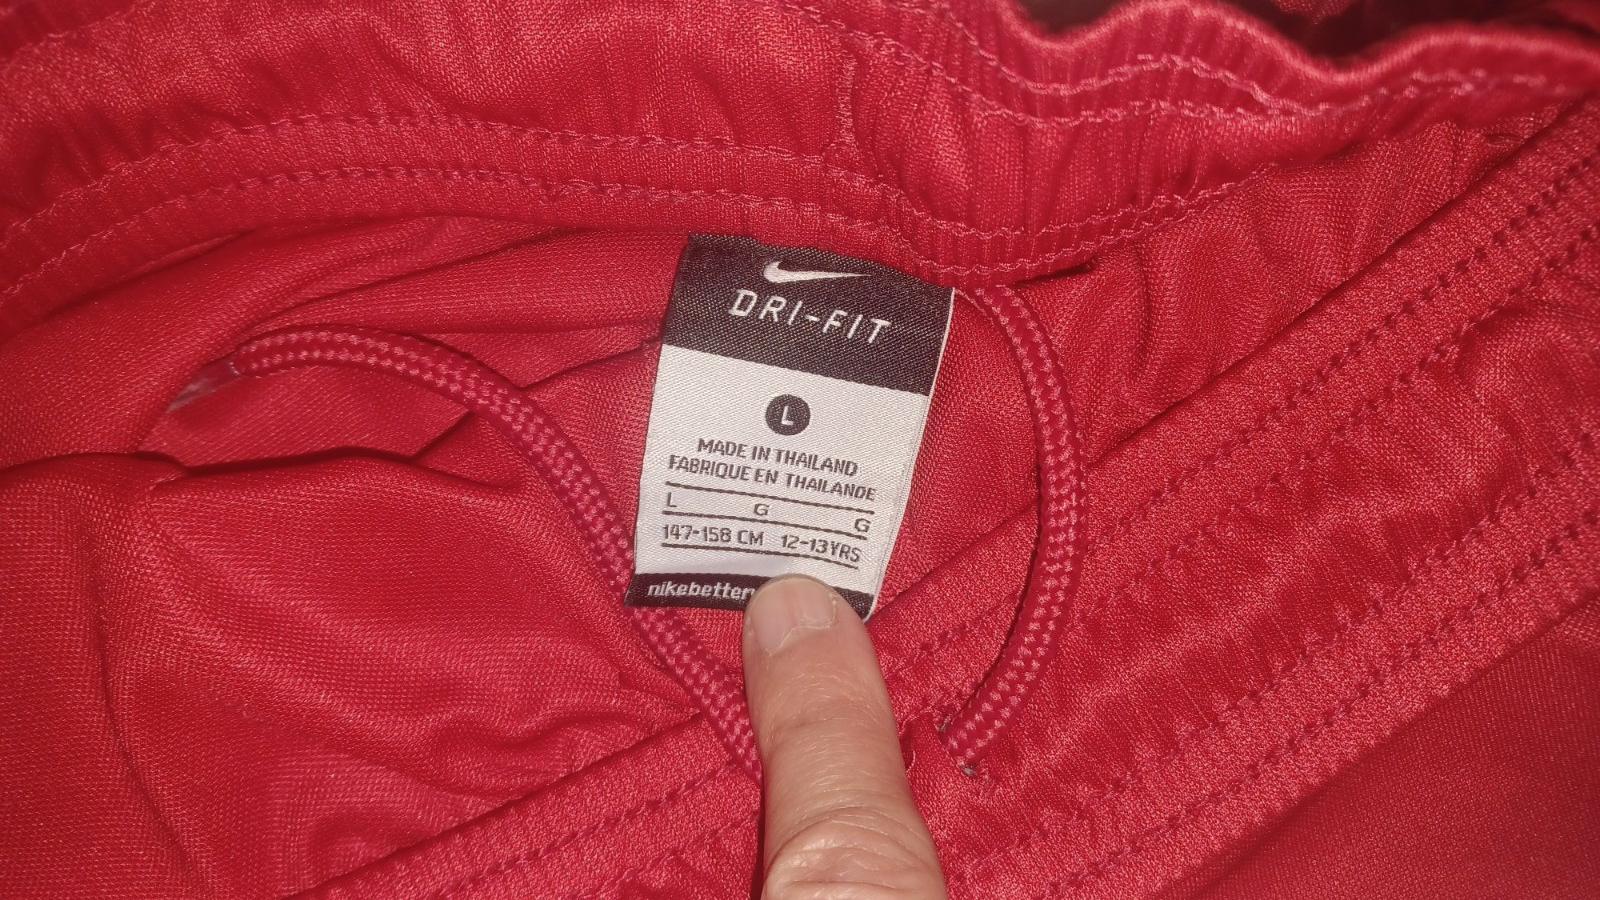 DRI-FIT
L
MADE IN THAILAND
FABRIQUE EN THAILANDE
L G G
147-158 CM 12-13YRS
nikebetter